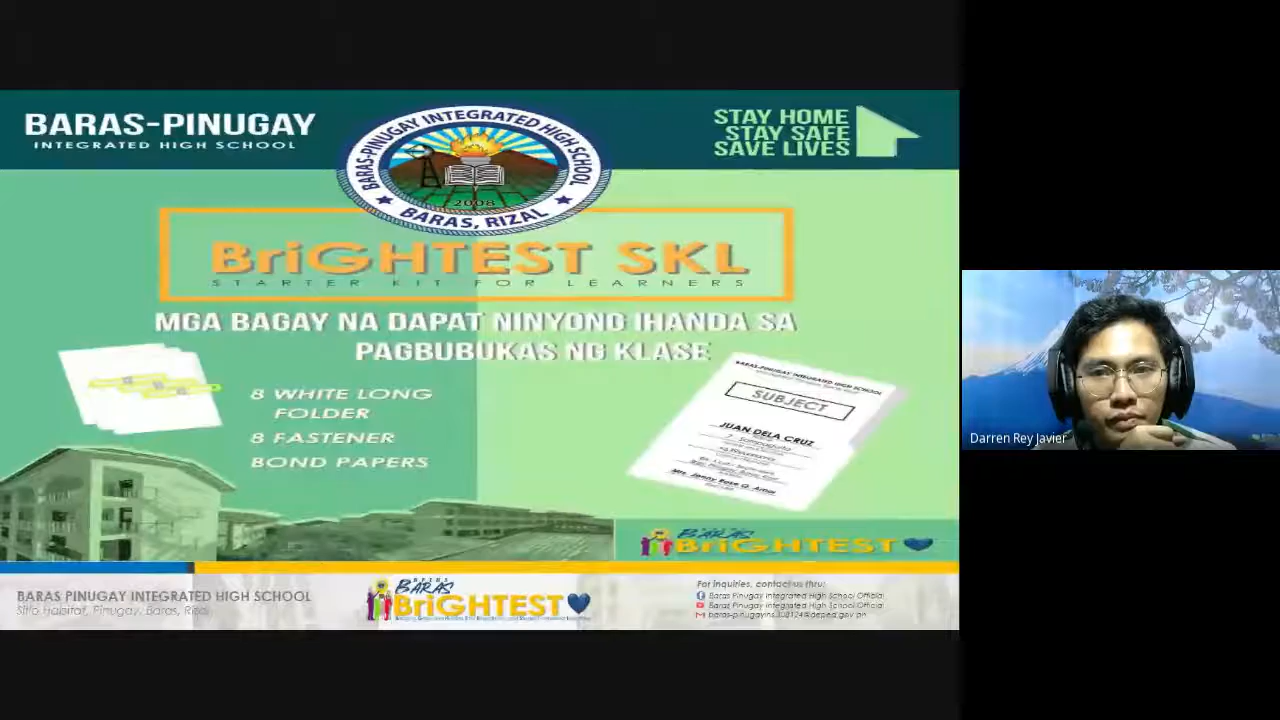 BARAS-PINUGAY
INTEGRATED HIGH SCHOOL
BARAS-PINUGAY INTEGRATED HIGH SCHOOL
2008
BARAS, RIZAL
STAY HOME
STAY SAFE
SAVE LIVES
BriGHTEST SKL
STARTER KIT FOR LEARNERS
MGA BAGAY NA DAPAT NINYONG IHANDA SA
PAGBUBUKAS NG KLASE
8 WHITE LONG
FOLDER
8 FASTENER
BOND PAPERS
BARAS-PINUGAY INTEGRATED HIGH SCHOOL
SUBJECT
JUAN DELA CRUZ
Mrs. Jenny Rose Q.
BARAS
BriGHTEST
Darren Rey Javier
BARAS PINUGAY INTEGRATED HIGH SCHOOL
Sitio Habitat, Pinugay, Baras, Rizal
BARAS
BriGHTEST
For inquiries, contact us thru:
Baras Pinugay Integrated High School Official
Baras Pinugay Integrated High School Official